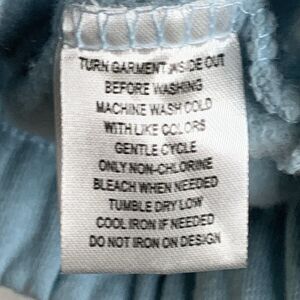 TURN GARMENT INSIDE OUT
BEFORE WASHING
MACHINE WASH COLD
WITH LIKE COLORS
GENTLE CYCLE
ONLY NON-CHLORINE
BLEACH WHEN NEEDED
TUMBLE DRY LOW
COOL IRON IF NEEDED
DO NOT IRON ON DESIGN